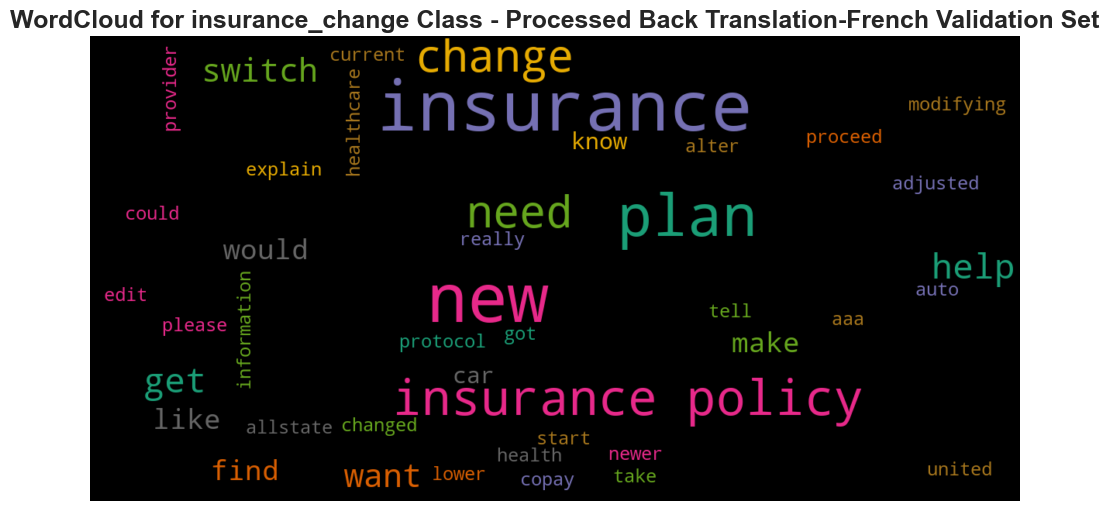 WordCloud for insurance_change Class - Processed Back Translation-French Validation Set
provider
switch
current
change
healthcare
insurance
modifying
know
alter
proceed
explain
adjusted
could
need
plan
really
would
help
edit
information
new
auto
please
tell
aaa
protocol
got
make
get
car
insurance policy
like
allstate
changed
start
find
want
lower
health
newer
copay
take
united